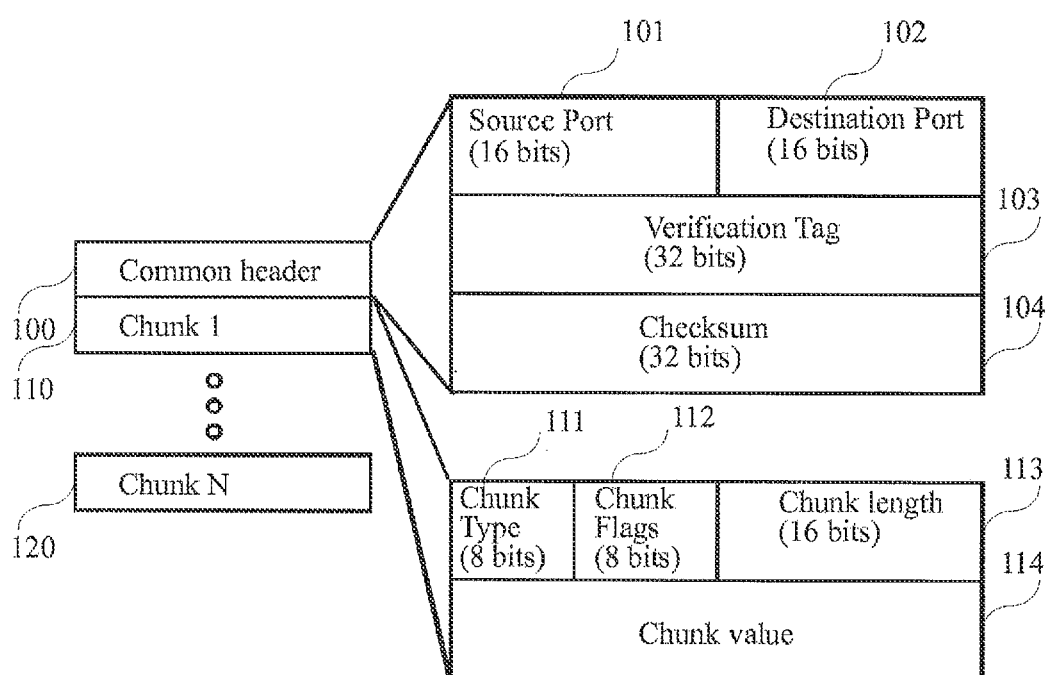 101
102
Source Port
(16 bits)
Destination Port
(16 bits)
103
Verification Tag
(32 bits)
Common header
100
Chunk 1
110
104
Checksum
(32 bits)
111
112
Chunk N
120
113
Chunk
Type
(8 bits)
Chunk
Flags
(8 bits)
Chunk length
(16 bits)
114
Chunk value